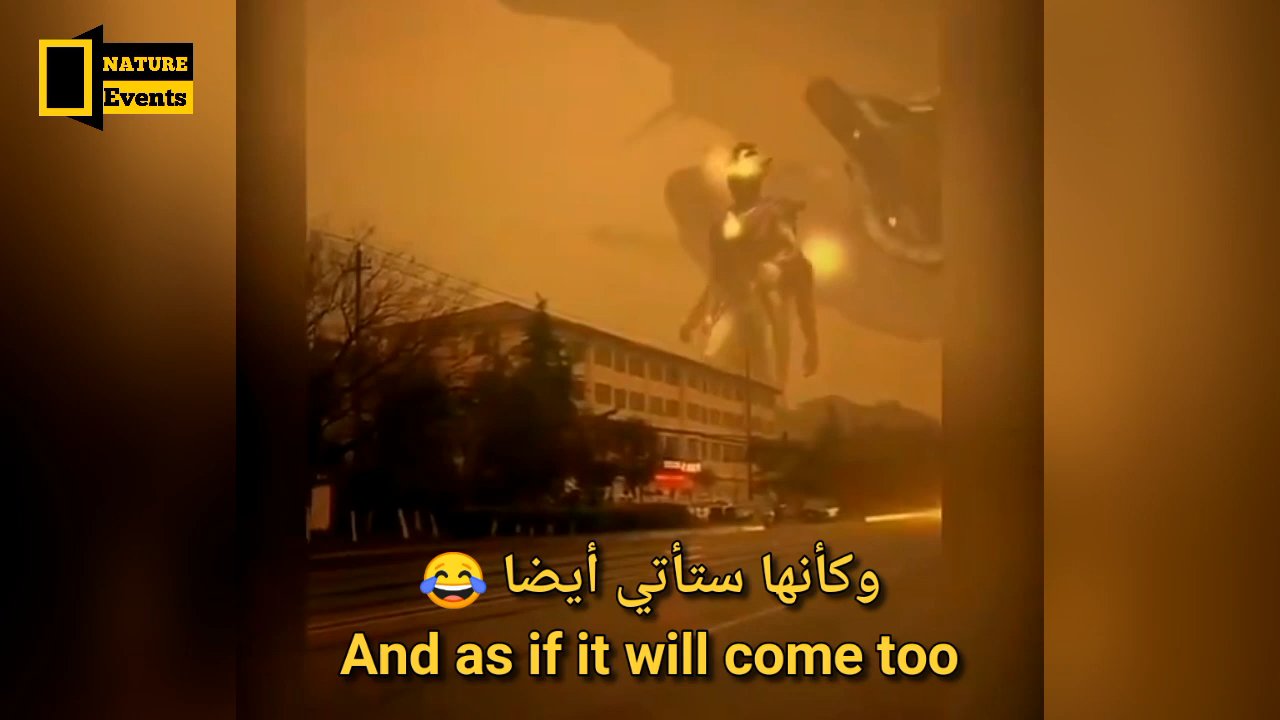 NATURE
Events
وكأنها ستأتي أيضا 😂
And as if it will come too